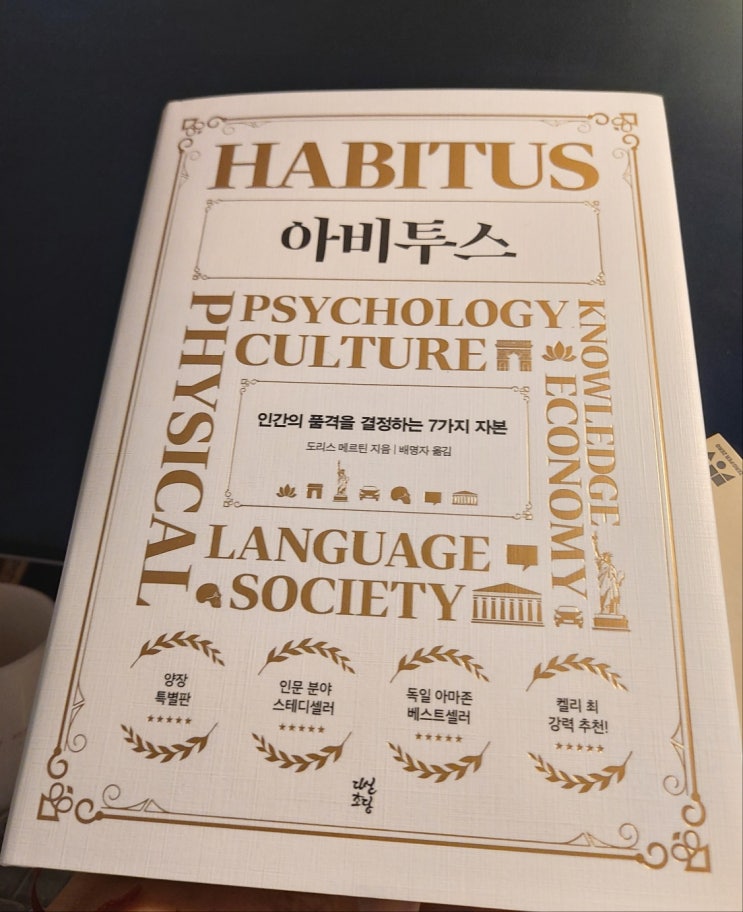 HABITUS
아비투스
PHYSICAL
PSYCHOLOGY
CULTURE
KNOWLEDGE
ECONOMY
인간의 품격을 결정하는 7가지 자본
도리스 메르틴 지음 | 배명자 옮김
LANGUAGE
SOCIETY
양장
특별판
인문 분야
스테디셀러
독일 아마존
베스트셀러
켈리 최
강력 추천!
다산
초당